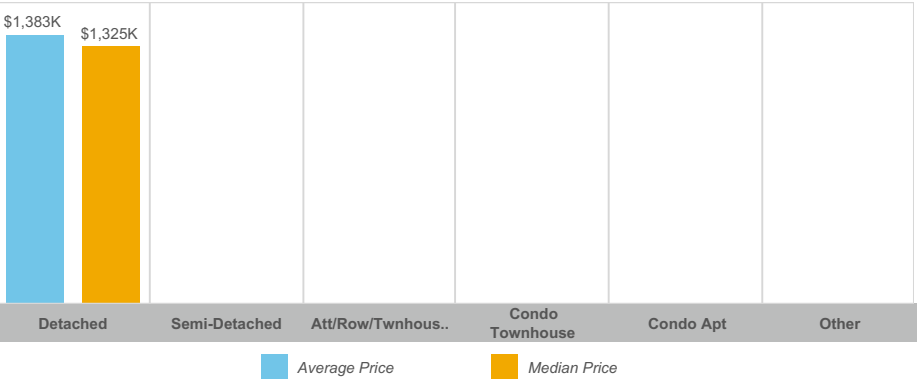 $1,383K
$1,325K
Detached
Semi-Detached
Att/Row/Twnhous..
Condo
Townhouse
Condo Apt
Other
Average Price
Median Price